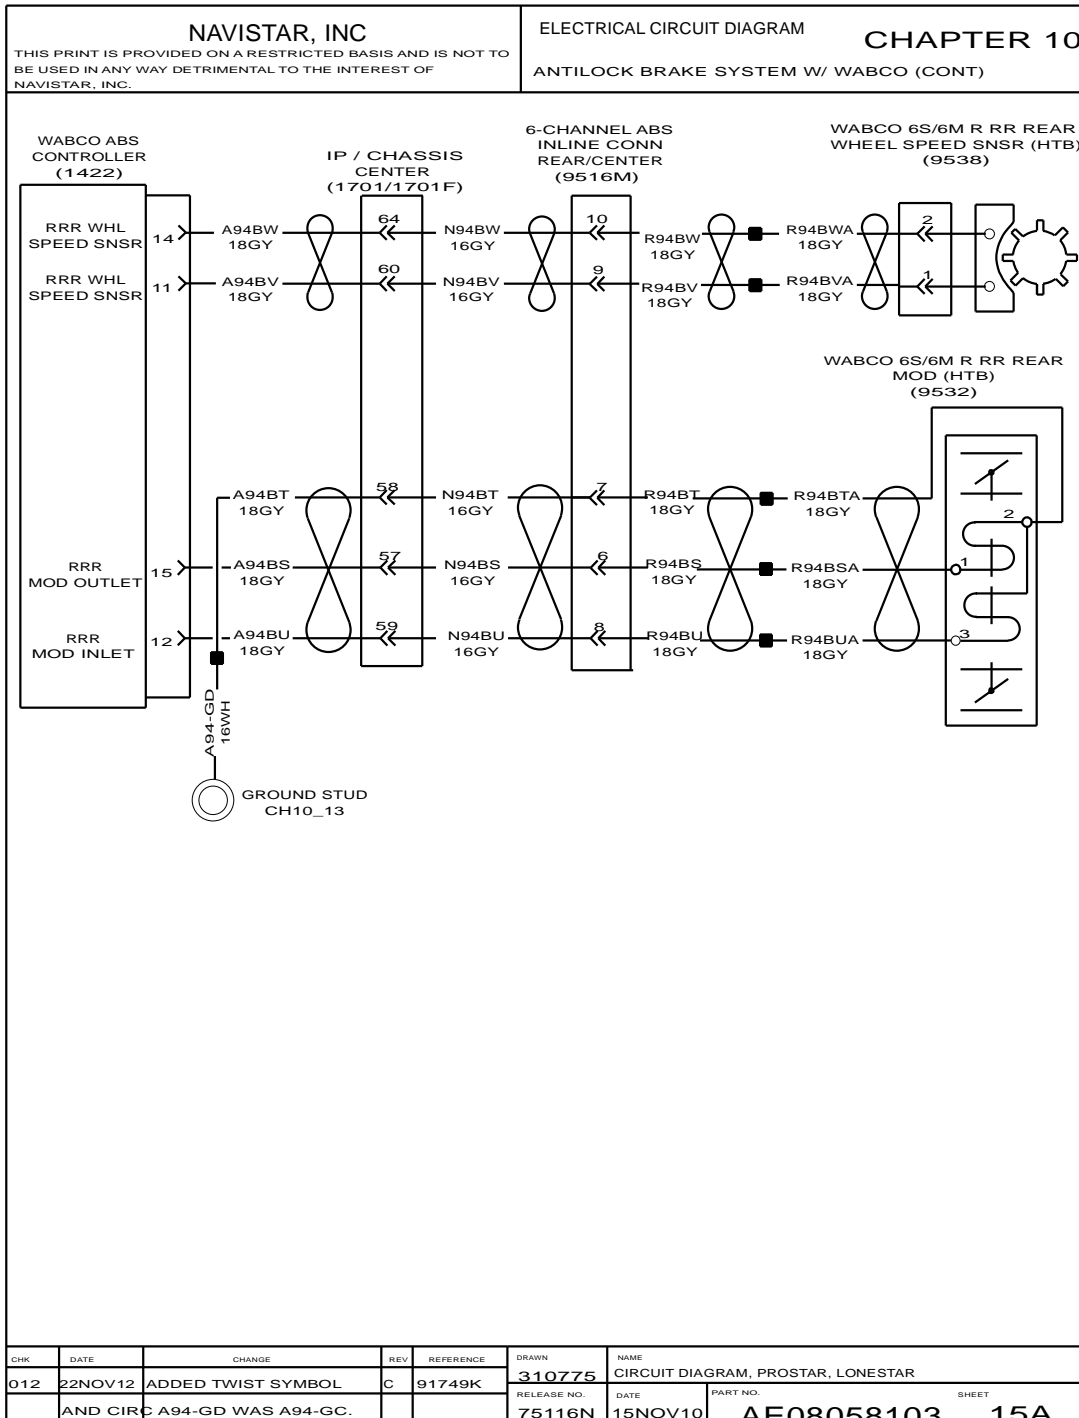 NAVISTAR, INC
THIS PRINT IS PROVIDED ON A RESTRICTED BASIS AND IS NOT TO
BE USED IN ANY WAY DETRIMENTAL TO THE INTEREST OF
NAVISTAR, INC.
ELECTRICAL CIRCUIT DIAGRAM
CHAPTER 10
ANTILOCK BRAKE SYSTEM W/ WABCO (CONT)
WABCO ABS
CONTROLLER
(1422)
IP / CHASSIS
CENTER
(1701/1701F)
6-CHANNEL ABS
INLINE CONN
REAR/CENTER
(9516M)
WABCO 6S/6M R RR REAR
WHEEL SPEED SNSR (HTB)
(9538)
RRR WHL
SPEED SNSR
14
A94BW
18GY
64
N94BW
16GY
10
R94BW
18GY
R94BWA
18GY
2
RRR WHL
SPEED SNSR
11
A94BV
18GY
60
N94BV
16GY
9
R94BV
18GY
R94BVA
18GY
1
WABCO 6S/6M R RR REAR
MOD (HTB)
(9532)
A94BT
18GY
58
N94BT
16GY
7
R94BT
18GY
R94BTA
18GY
2
RRR
MOD OUTLET
15
A94BS
18GY
57
N94BS
16GY
6
R94BS
18GY
R94BSA
18GY
1
RRR
MOD INLET
12
A94BU
18GY
59
N94BU
16GY
8
R94BU
18GY
R94BUA
18GY
3
A94-GD
16WH
GROUND STUD
CH10_13
CHK DATE CHANGE REV REFERENCE
012 22NOV12 ADDED TWIST SYMBOL C 91749K
AND CIRC A94-GD WAS A94-GC.
DRAWN
310775
NAME
CIRCUIT DIAGRAM, PROSTAR, LONESTAR
RELEASE NO.
75116N
DATE
15NOV10
PART NO.
AE08058103
SHEET
15A